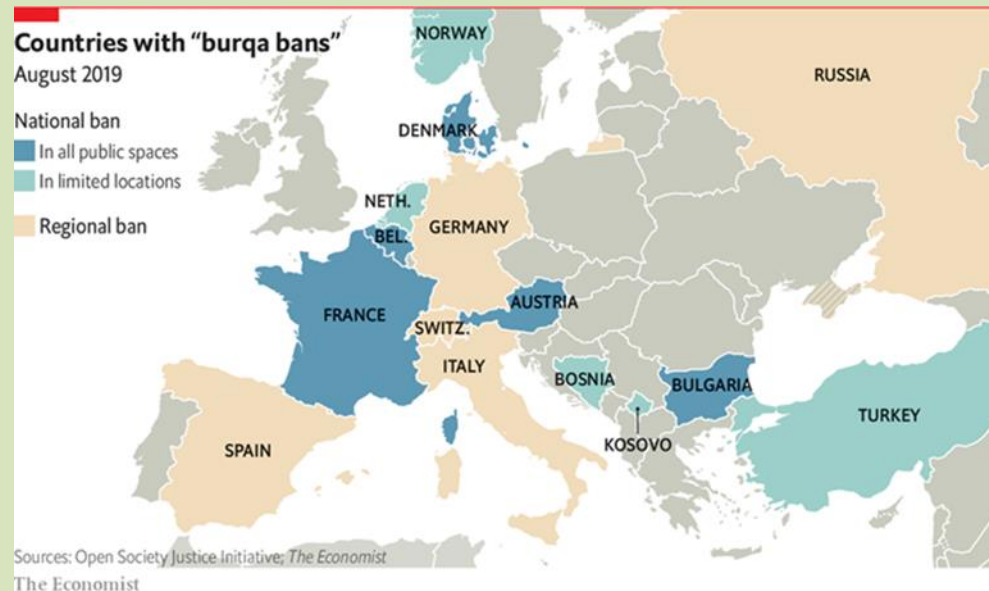 Countries with “burqa bans”
August 2019
National ban
In all public spaces
In limited locations
Regional ban
NORWAY
RUSSIA
DENMARK
NETH.
GERMANY
BEL.
AUSTRIA
FRANCE
SWITZ.
ITALY
BOSNIA
BULGARIA
TURKEY
KOSOVO
SPAIN
Sources: Open Society Justice Initiative; The Economist
The Economist